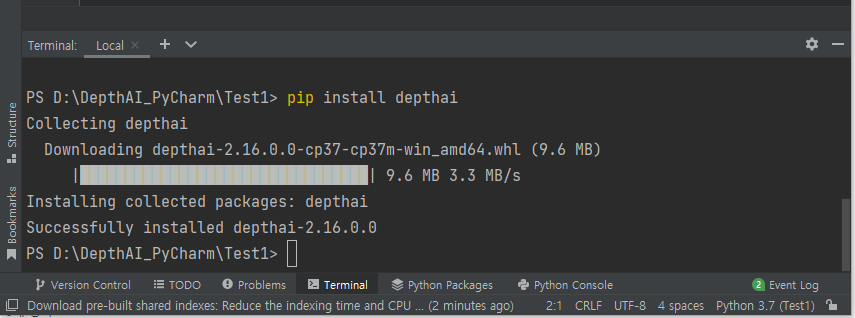 Terminal: Local × + 
PS D:\DepthAI_PyCharm\Test1> pip install depthai
Collecting depthai
  Downloading depthai-2.16.0.0-cp37-cp37m-win_amd64.whl (9.6 MB)
     |████████████████████████████████| 9.6 MB 3.3 MB/s
Installing collected packages: depthai
Successfully installed depthai-2.16.0.0
PS D:\DepthAI_PyCharm\Test1>
Structure
Bookmarks
Version Control TODO Problems Terminal Python Packages Python Console 2 Event Log
Download pre-built shared indexes: Reduce the indexing time and CPU ... (2 minutes ago) 2:1 CRLF UTF-8 4 spaces Python 3.7 (Test1)